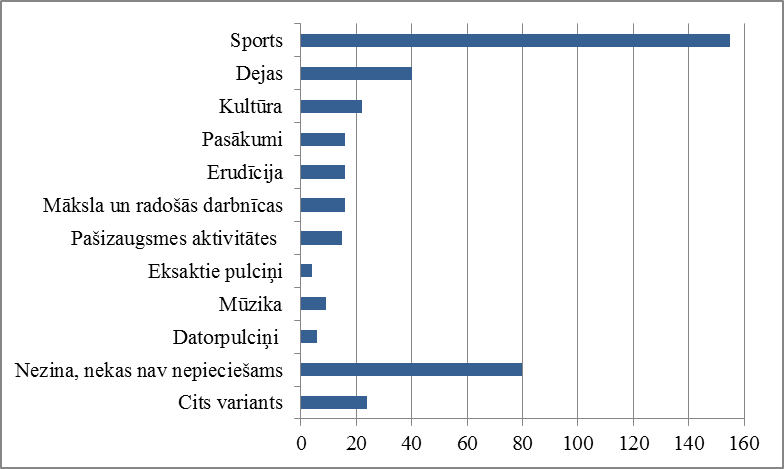 Sports
Dejas
Kultūra
Pasākumi
Erudīcija
Māksla un radošās darbnīcas
Pašizaugsmes aktivitātes
Eksaktie pulciņi
Mūzika
Datorpulciņi
Nezina, nekas nav nepieciešams
Cits variants
0 20 40 60 80 100 120 140 160